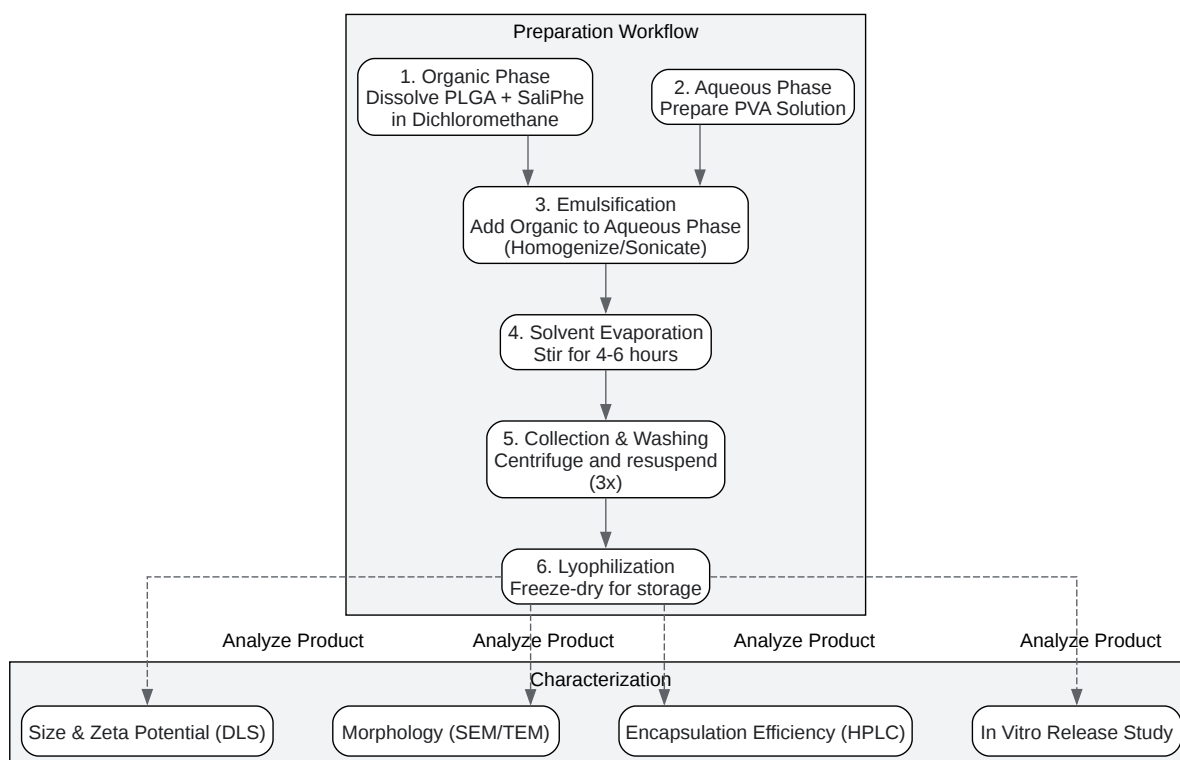 Preparation Workflow
1. Organic Phase
Dissolve PLGA + SaliPhe
in Dichloromethane
2. Aqueous Phase
Prepare PVA Solution
3. Emulsification
Add Organic to Aqueous Phase
(Homogenize/Sonicate)
4. Solvent Evaporation
Stir for 4-6 hours
5. Collection & Washing
Centrifuge and resuspend
(3x)
6. Lyophilization
Freeze-dry for storage
Analyze Product
Analyze Product
Analyze Product
Analyze Product
Characterization
Size & Zeta Potential (DLS)
Morphology (SEM/TEM)
Encapsulation Efficiency (HPLC)
In Vitro Release Study